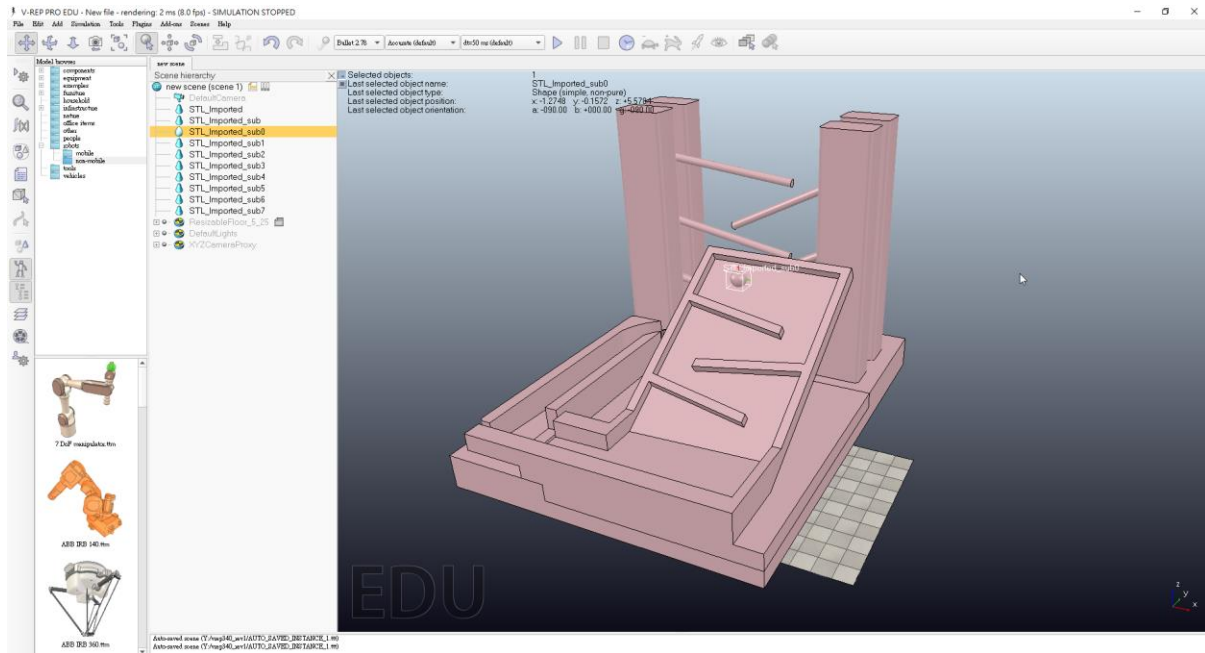 V-REP PRO EDU - New file - rendering: 2 ms (8.0 fps) - SIMULATION STOPPED
File Edit Add Simulation Tools Plugins Add-ons Scenes Help
Bullet 2.78 Accurate (default) dt=50 ms (default)
Model browser
components
equipment
examples
furniture
household
infrastructure
nature
office items
other
people
robots
mobile
non-mobile
tools
vehicles
7 DoF manipulator.ttm
ABB IRB 140.ttm
ABB IRB 360.ttm
new scene
Scene hierarchy
new scene (scene 1)
DefaultCamera
STL_Imported
STL_Imported_sub
STL_Imported_sub0
STL_Imported_sub1
STL_Imported_sub2
STL_Imported_sub3
STL_Imported_sub4
STL_Imported_sub5
STL_Imported_sub6
STL_Imported_sub7
ResizableFloor_5_25
DefaultLights
XYZCameraProxy
Selected objects: 1
Last selected object name: STL_Imported_sub0
Last selected object type: Shape (simple, non-pure)
Last selected object position: x: -1.2748 y: -0.1572
Last selected object orientation: a: -090.00 b: +000.00 g: -090.00
EDU
z
y
x
f(x)